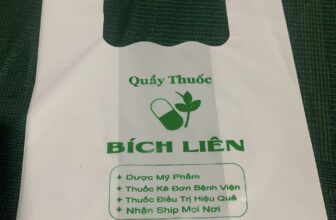 Quầy Thuốc
BÍCH LIÊN
+ Dược Mỹ Phẩm
+ Thuốc Kê Đơn Bệnh Viện
+ Thuốc Điều Trị Hiệu Quả
+ Nhận Ship Mọi Nơi